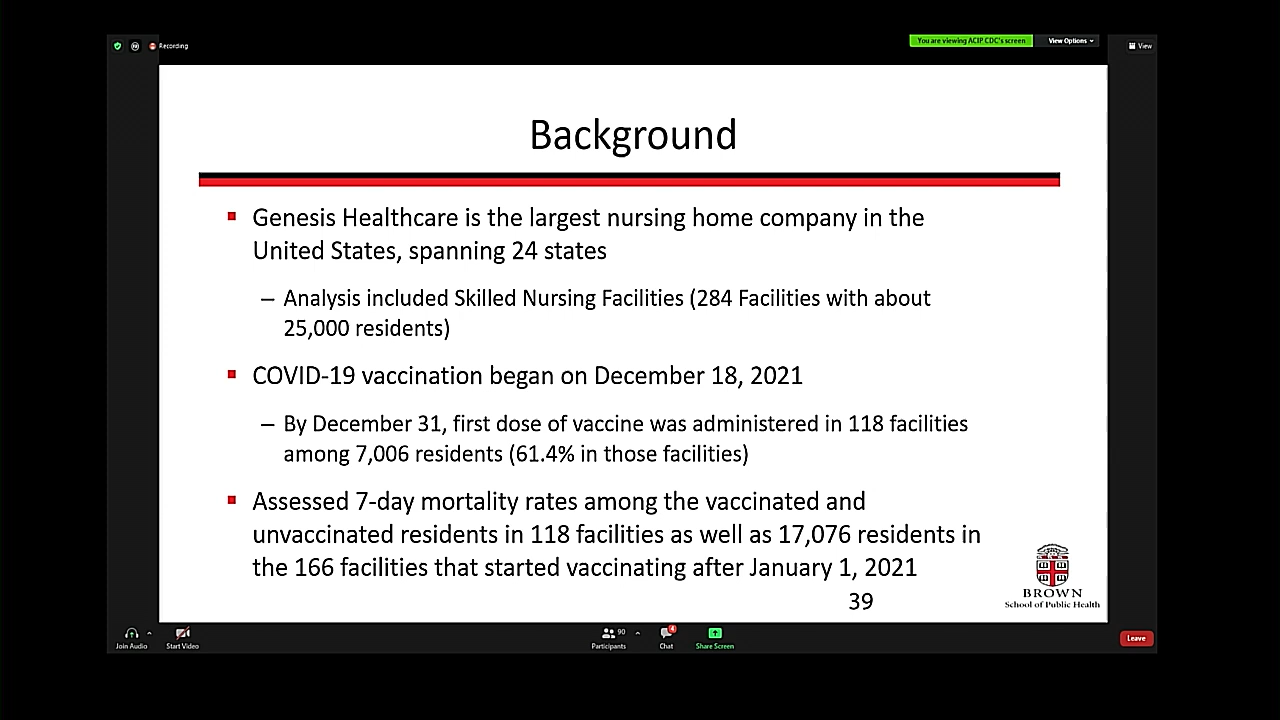 Recording
You are viewing ACIP CDC's screen
View Options
View
Background
Genesis Healthcare is the largest nursing home company in the
United States, spanning 24 states
– Analysis included Skilled Nursing Facilities (284 Facilities with about
25,000 residents)
COVID-19 vaccination began on December 18, 2021
– By December 31, first dose of vaccine was administered in 118 facilities
among 7,006 residents (61.4% in those facilities)
Assessed 7-day mortality rates among the vaccinated and
unvaccinated residents in 118 facilities as well as 17,076 residents in
the 166 facilities that started vaccinating after January 1, 2021
39
BROWN
School of Public Health
Join Audio
Start Video
90
Participants
4
Chat
Share Screen
Leave